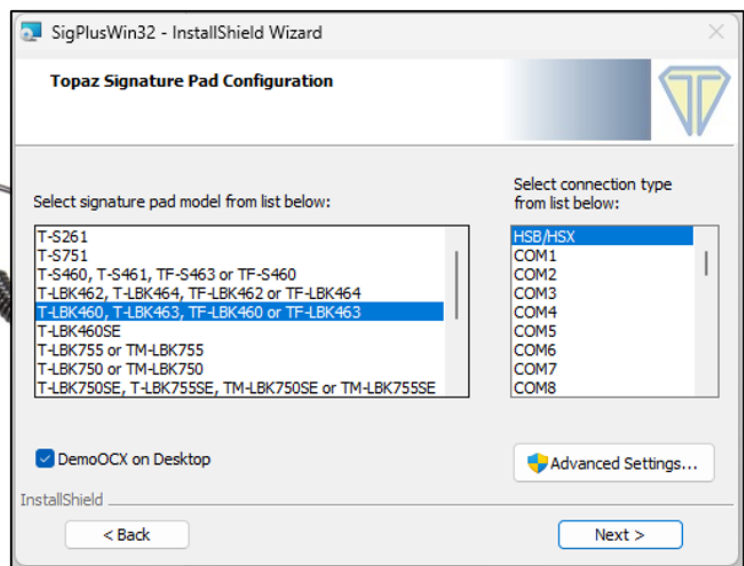 SigPlusWin32 - InstallShield Wizard
Topaz Signature Pad Configuration
Select signature pad model from list below:
T-S261
T-S751
T-S460, T-S461, TF-S463 or TF-S460
T-LBK462, T-LBK464, TF-LBK462 or TF-LBK464
T-LBK460, T-LBK463, TF-LBK460 or TF-LBK463
T-LBK460SE
T-LBK755 or TM-LBK755
T-LBK750 or TM-LBK750
T-LBK750SE, T-LBK755SE, TM-LBK750SE or TM-LBK755SE
Select connection type
from list below:
HSB/HSX
COM1
COM2
COM3
COM4
COM5
COM6
COM7
COM8
DemoOCX on Desktop
Advanced Settings...
InstallShield
< Back
Next >